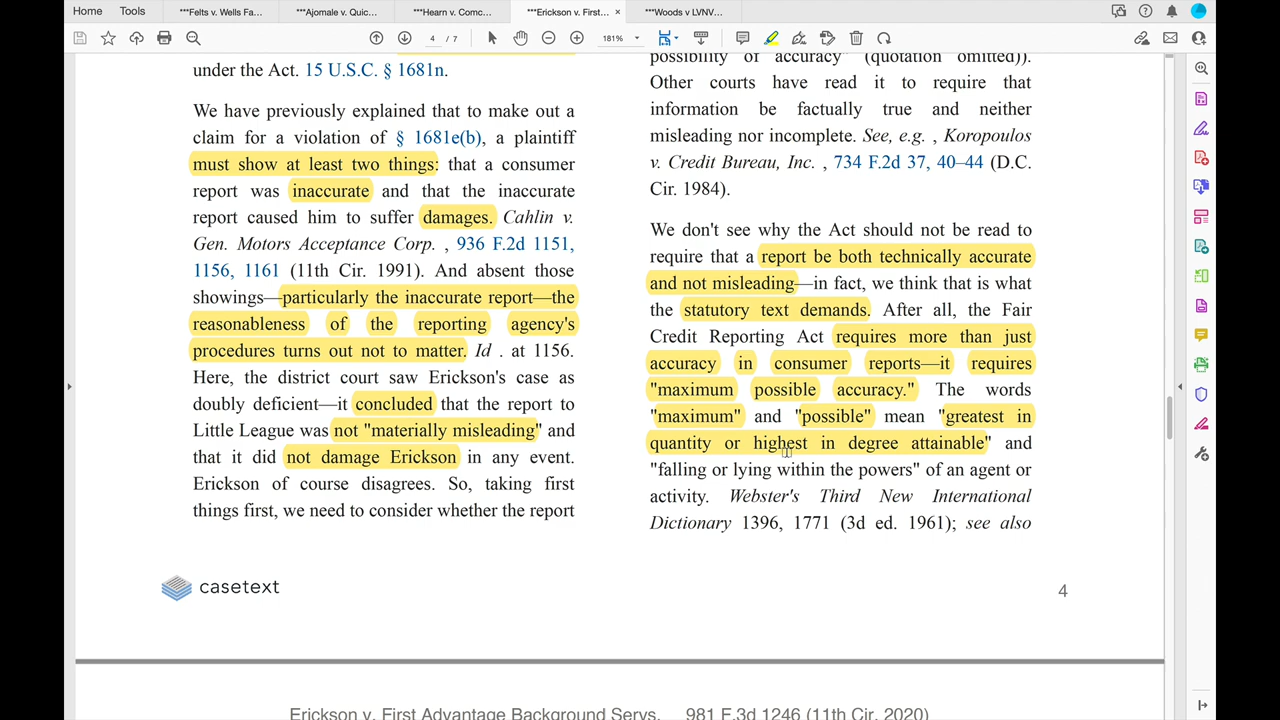 Home
Tools
***Felts v. Wells Fa...
***Ajomale v. Quic...
***Hearn v. Comc...
***Erickson v. First... ×
***Woods v LVNV...
4 / 7
181%
under the Act. 15 U.S.C. § 1681n.
We have previously explained that to make out a
claim for a violation of § 1681e(b), a plaintiff
must show at least two things: that a consumer
report was inaccurate and that the inaccurate
report caused him to suffer damages. Cahlin v.
Gen. Motors Acceptance Corp. , 936 F.2d 1151,
1156, 1161 (11th Cir. 1991). And absent those
showings—particularly the inaccurate report—the
reasonableness of the reporting agency's
procedures turns out not to matter. Id . at 1156.
Here, the district court saw Erickson's case as
doubly deficient—it concluded that the report to
Little League was not "materially misleading" and
that it did not damage Erickson in any event.
Erickson of course disagrees. So, taking first
things first, we need to consider whether the report
possibility of accuracy" (quotation omitted)).
Other courts have read it to require that
information be factually true and neither
misleading nor incomplete. See, e.g. , Koropoulos
v. Credit Bureau, Inc. , 734 F.2d 37, 40–44 (D.C.
Cir. 1984).
We don't see why the Act should not be read to
require that a report be both technically accurate
and not misleading—in fact, we think that is what
the statutory text demands. After all, the Fair
Credit Reporting Act requires more than just
accuracy in consumer reports—it requires
"maximum possible accuracy." The words
"maximum" and "possible" mean "greatest in
quantity or highest in degree attainable" and
"falling or lying within the powers" of an agent or
activity. Webster's Third New International
Dictionary 1396, 1771 (3d ed. 1961); see also
casetext
4
Erickson v. First Advantage Background Servs. 981 F.3d 1246 (11th Cir. 2020)